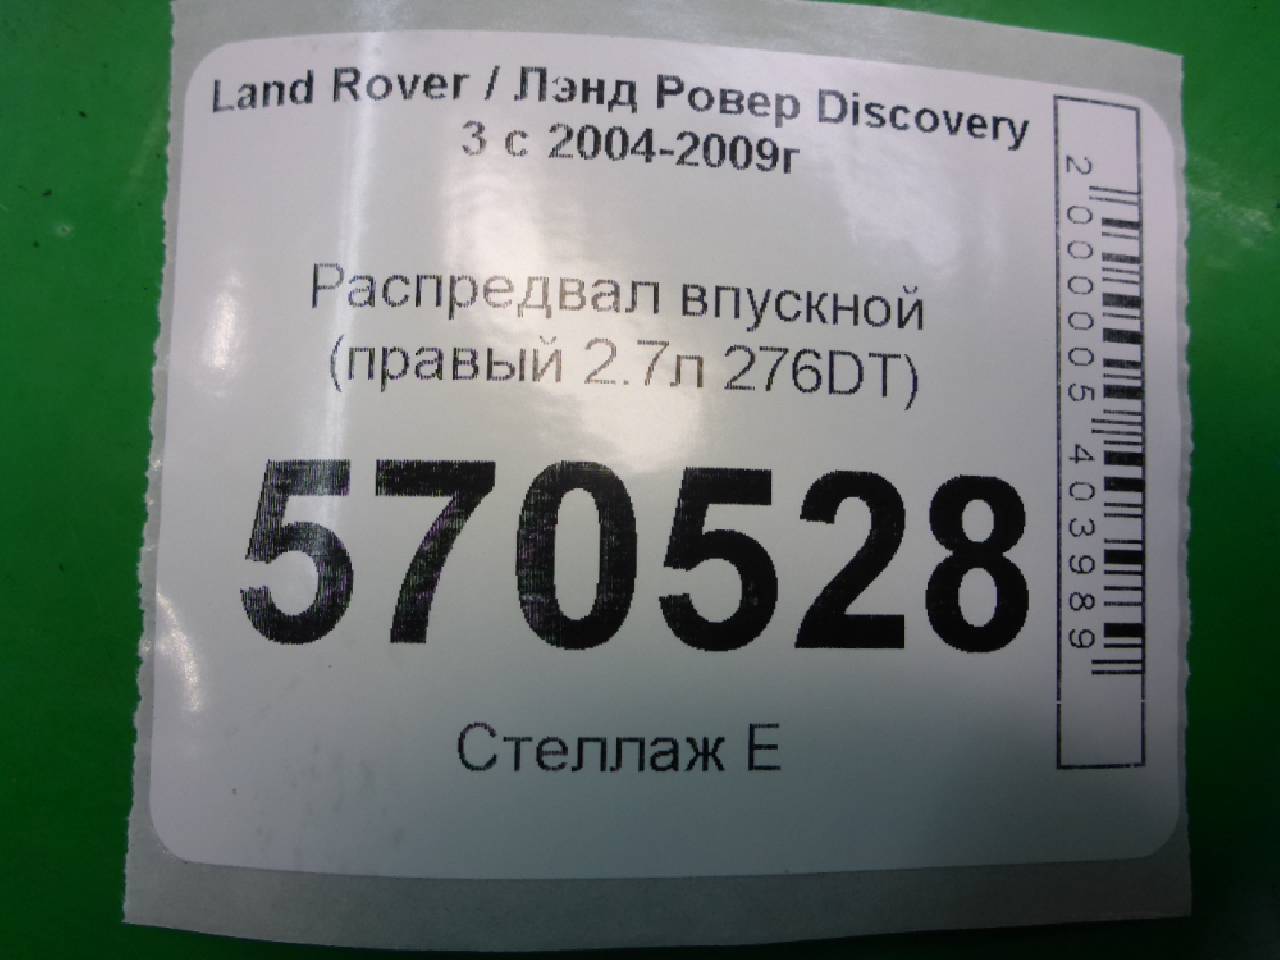 Land Rover / Лэнд Ровер Discovery
3 с 2004-2009г
Распредвал впускной
(правый 2.7л 276DT)
570528
Стеллаж Е
2000005403989